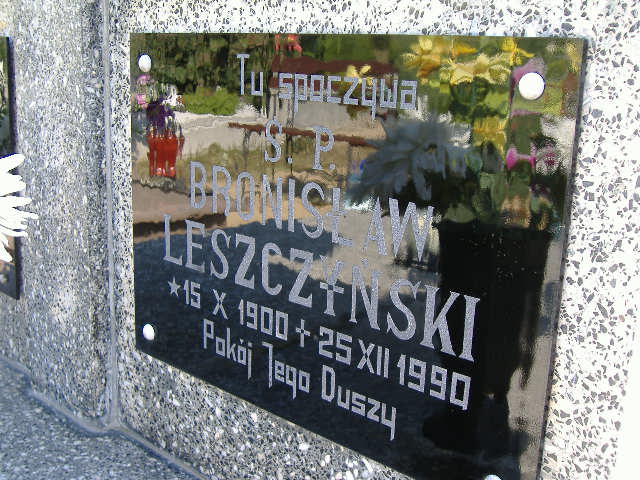 Tu spoczywa
Ś. P.
BRONISŁAW
LESZCZYŃSKI
*15 X 1900 + 25 XII 1990
Pokój Jego Duszy